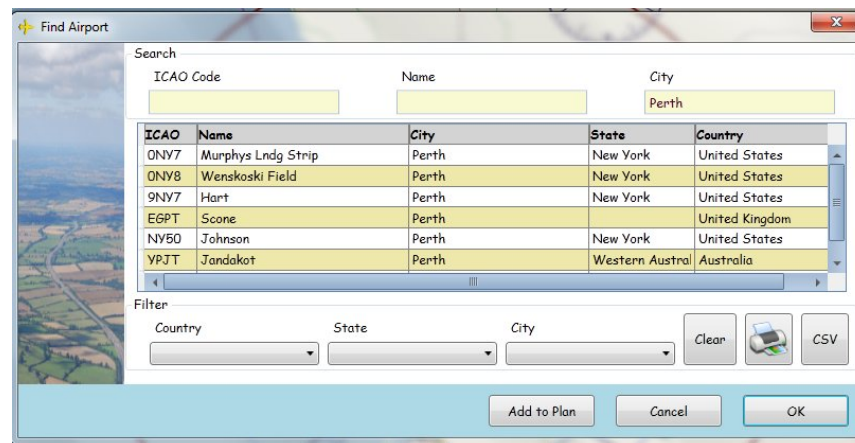 Find Airport
Search
ICAO Code Name City
Perth
ICAO Name City State Country
0NY7 Murphys Lndg Strip Perth New York United States
0NY8 Wenskoski Field Perth New York United States
9NY7 Hart Perth New York United States
EGPT Scone Perth United Kingdom
NY50 Johnson Perth New York United States
YPJT Jandakot Perth Western Austral Australia
Filter
Country State City
Clear CSV
Add to Plan Cancel OK